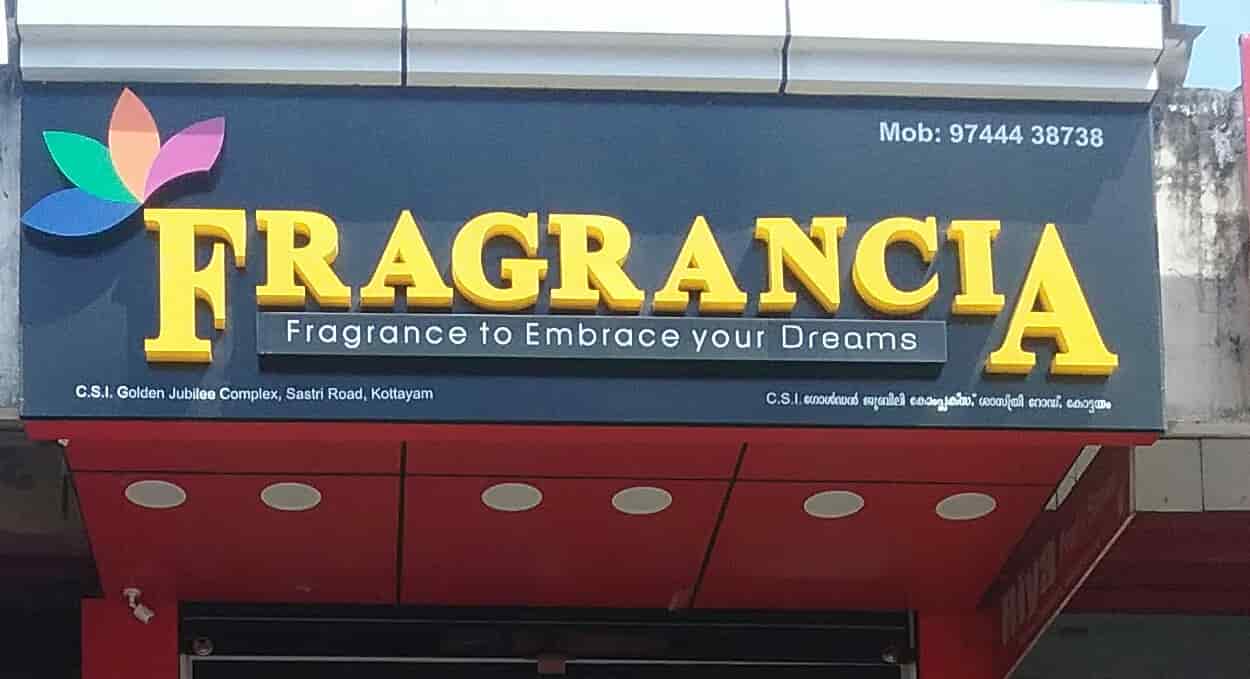 Mob: 97444 38738
FRAGRANCIA
Fragrance to Embrace your Dreams
C.S.I. Golden Jubilee Complex, Sastri Road, Kottayam
C.S.I. ഗോൾഡൻ ജൂബിലി കോംപ്ലക്സ്, ശാസ്ത്രി റോഡ്, കോട്ടയം